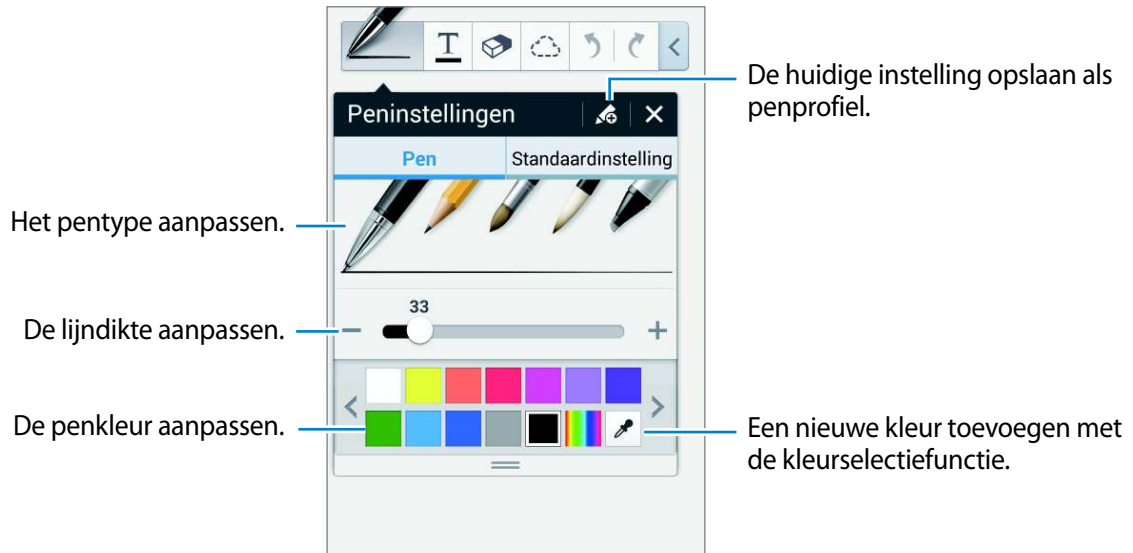 T
De huidige instelling opslaan als
penprofiel.
Peninstellingen
Pen
Standaardinstelling
Het pentype aanpassen.
33
De lijndikte aanpassen.
De penkleur aanpassen.
Een nieuwe kleur toevoegen met
de kleurselectiefunctie.